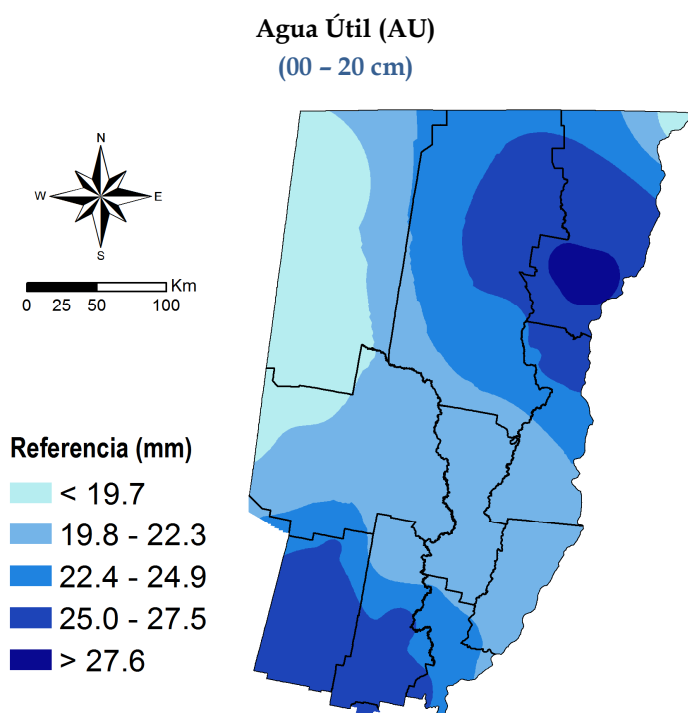 Agua Útil (AU)
(00 – 20 cm)
N
W E
S
Km
0 25 50 100
Referencia (mm)
< 19.7
19.8 - 22.3
22.4 - 24.9
25.0 - 27.5
> 27.6